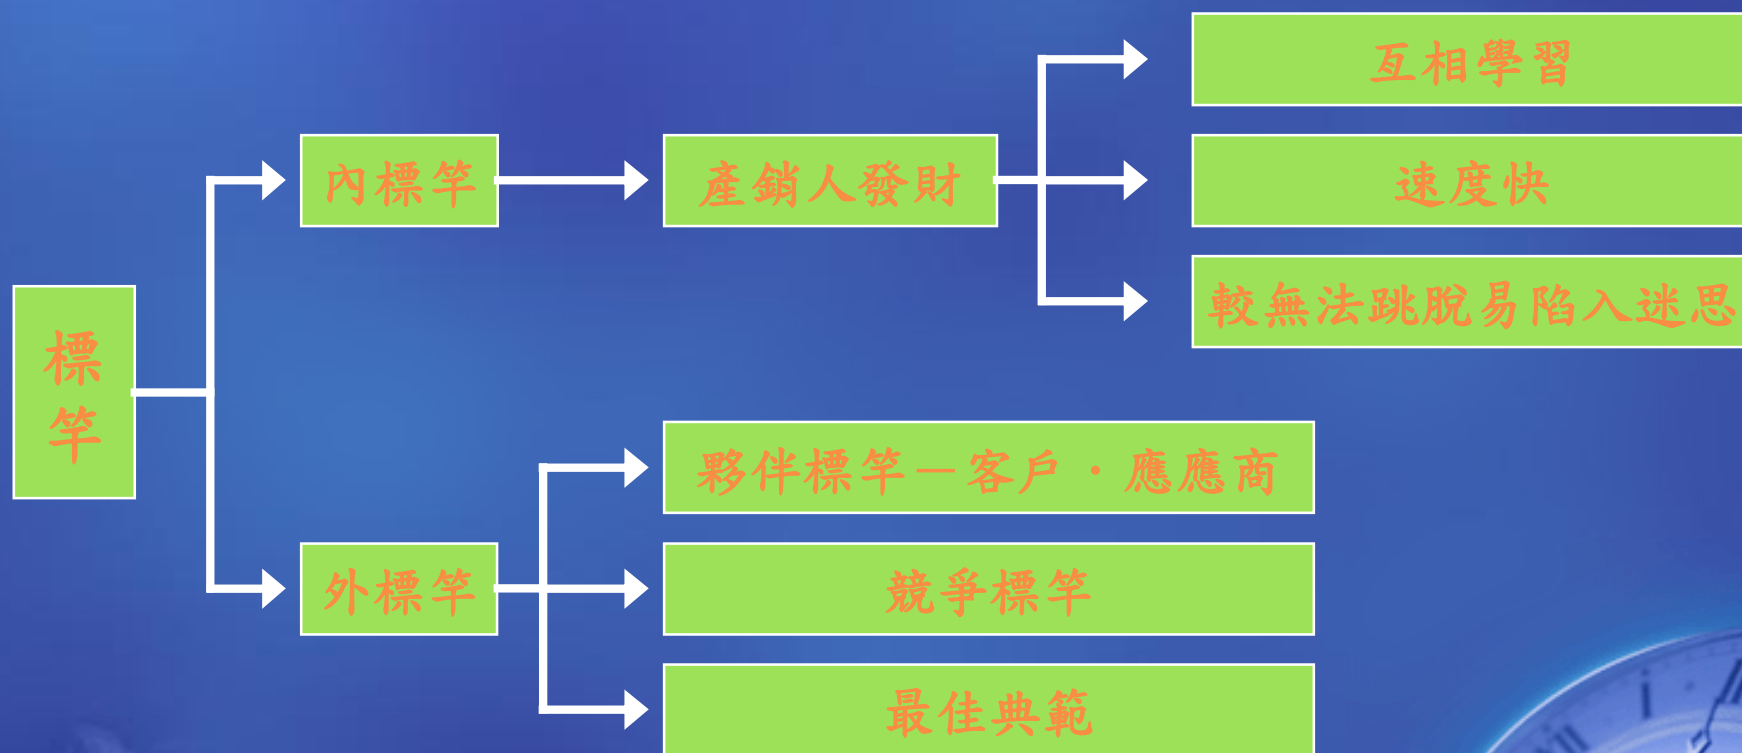 標竿
內標竿
產銷人發財
互相學習
速度快
較無法跳脫易陷入迷思
外標竿
夥伴標竿－客戶．應應商
競爭標竿
最佳典範